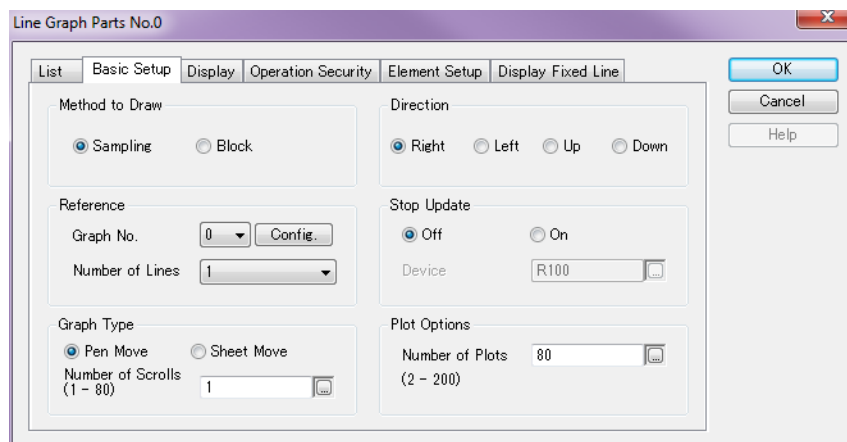 Line Graph Parts No.0
List Basic Setup Display Operation Security Element Setup Display Fixed Line
OK
Cancel
Help
Method to Draw
Sampling Block
Direction
Right Left Up Down
Reference
Graph No. 0 Config.
Number of Lines 1
Stop Update
Off On
Device R100 ...
Graph Type
Pen Move Sheet Move
Number of Scrolls
(1 - 80) 1 ...
Plot Options
Number of Plots 80 ...
(2 - 200)